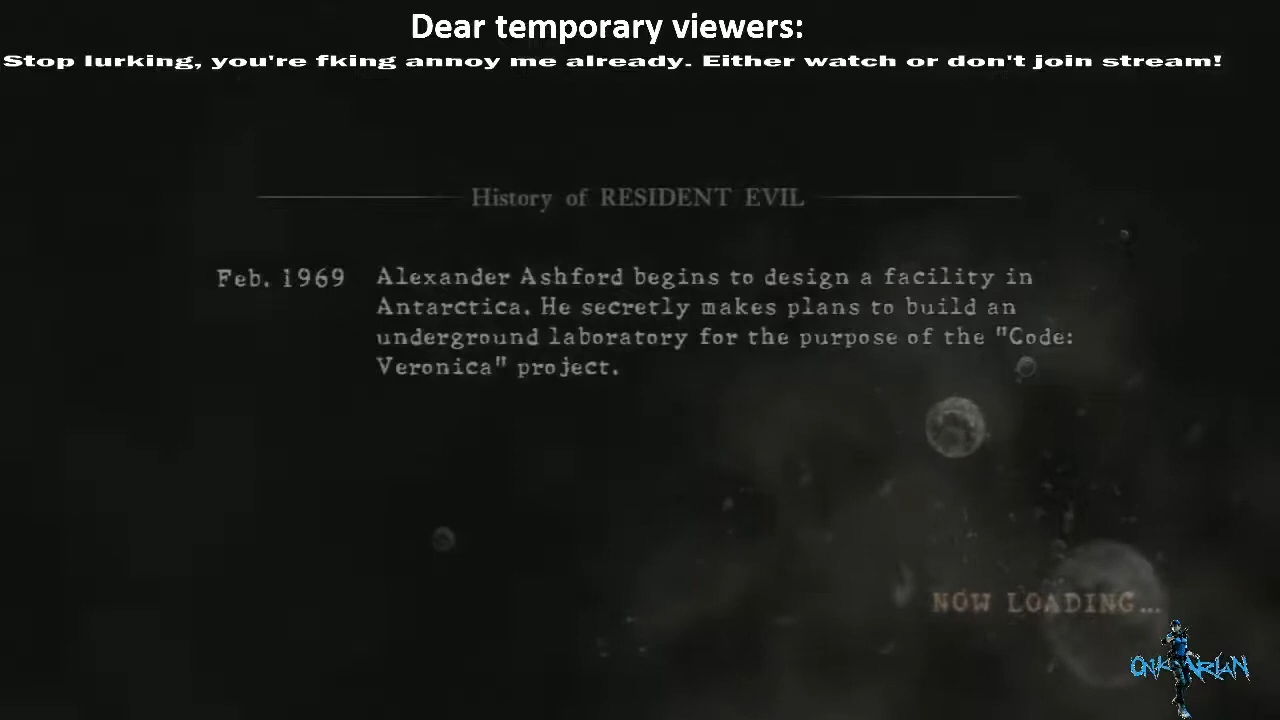 Dear temporary viewers:
Stop lurking, you're fking annoy me already. Either watch or don't join stream!
History of RESIDENT EVIL
Feb. 1969 Alexander Ashford begins to design a facility in
Antarctica. He secretly makes plans to build an
underground laboratory for the purpose of the "Code:
Veronica" project.
NOW LOADING...